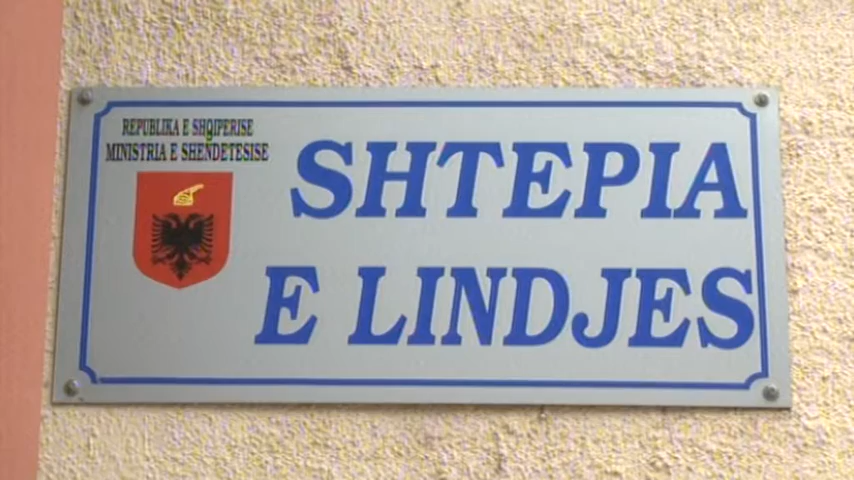 REPUBLIKA E SHQIPERISE
MINISTRIA E SHENDETESISE
SHTEPIA
E LINDJES